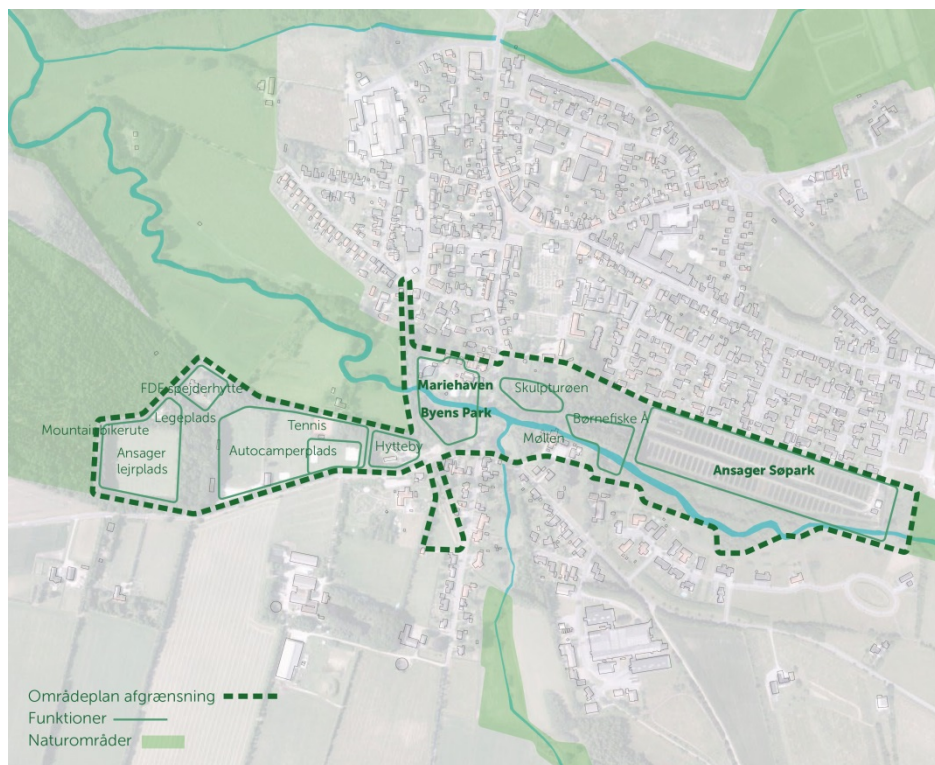 Mariehaven
Byens Park
Skulpturøen
Børnefiske Å
Møllen
Ansager Søpark
FDF spejderhytte
Legeplads
Mountainbikerute
Ansager
lejrplads
Tennis
Autocamperplads
Hytteby
Områdeplan afgrænsning
Funktioner
Naturområder